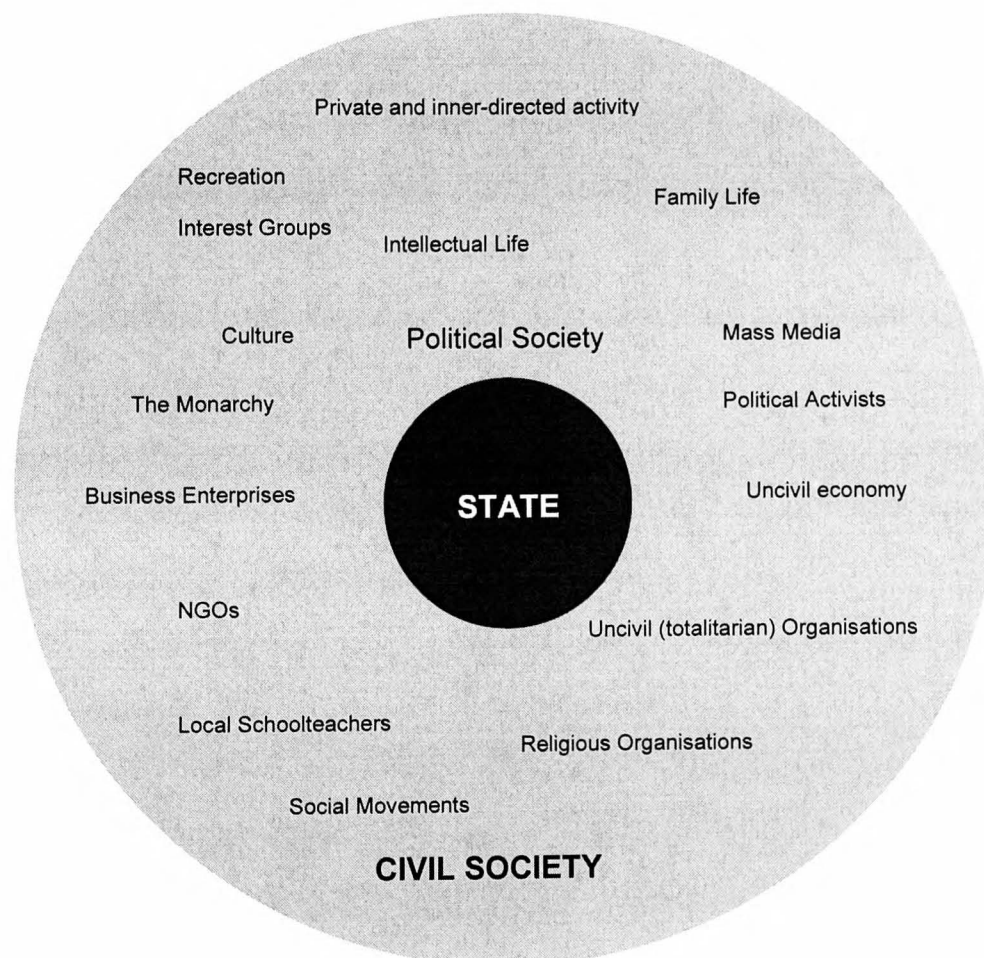 Private and inner-directed activity
Recreation
Family Life
Interest Groups
Intellectual Life
Culture
Political Society
Mass Media
The Monarchy
Political Activists
Business Enterprises
STATE
Uncivil economy
NGOs
Uncivil (totalitarian) Organisations
Local Schoolteachers
Religious Organisations
Social Movements
CIVIL SOCIETY